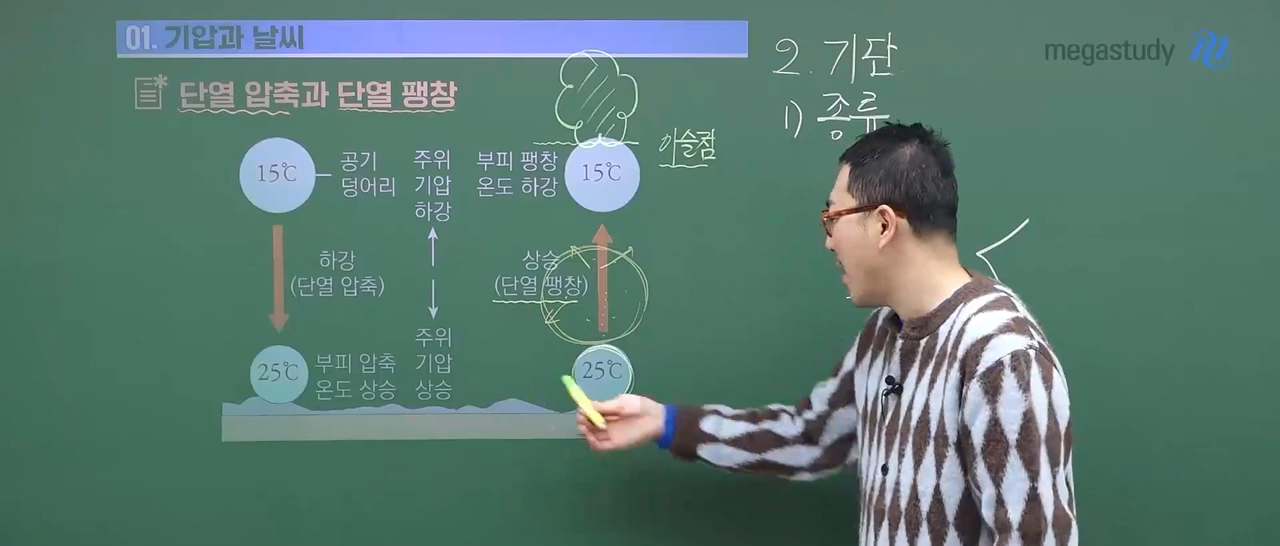 01. 기압과 날씨
단열 압축과 단열 팽창
15℃
공기
덩어리
주위
기압
하강
부피 팽창
온도 하강
15℃
아슬점
하강
(단열 압축)
상승
(단열 팽창)
25℃
부피 압축
온도 상승
주위
기압
상승
25℃
2. 기단
1) 종류
megastudy